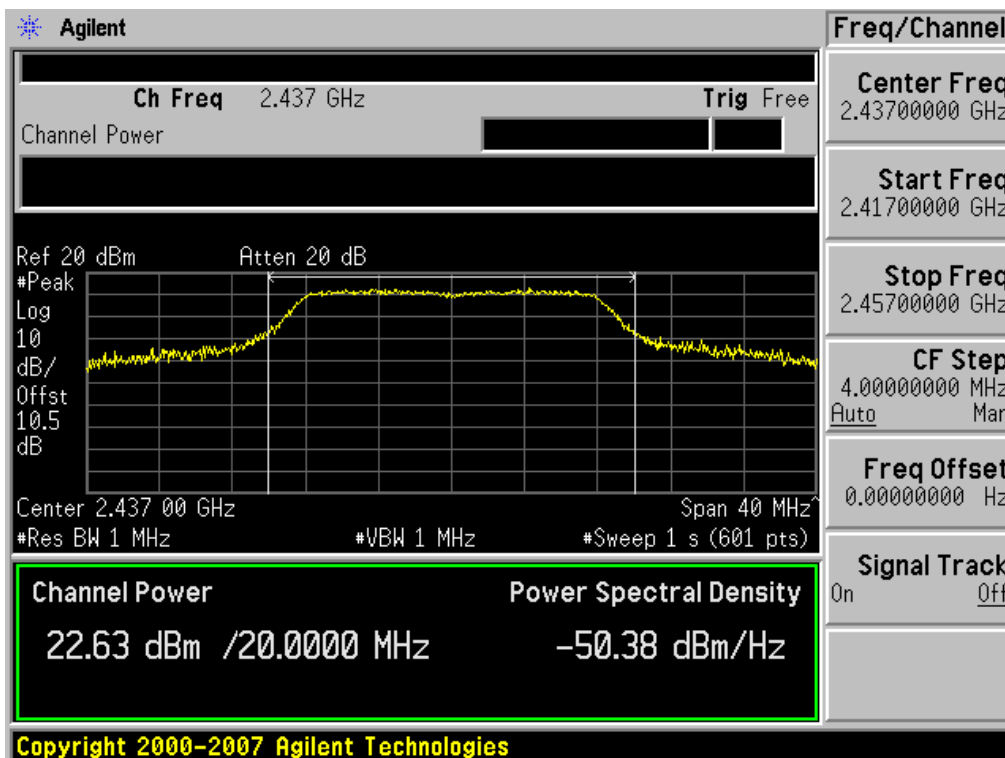 Agilent
Freq/Channel
Ch Freq 2.437 GHz Trig Free
Channel Power
Center Freq
2.43700000 GHz
Start Freq
2.41700000 GHz
Stop Freq
2.45700000 GHz
CF Step
4.00000000 MHz
Auto Man
Freq Offset
0.00000000 Hz
Signal Track
On Off
Ref 20 dBm Atten 20 dB
#Peak
Log
10
dB/
Offst
10.5
dB
Center 2.437 00 GHz Span 40 MHz^
#Res BW 1 MHz #VBW 1 MHz #Sweep 1 s (601 pts)
Channel Power Power Spectral Density
22.63 dBm /20.0000 MHz -50.38 dBm/Hz
Copyright 2000-2007 Agilent Technologies